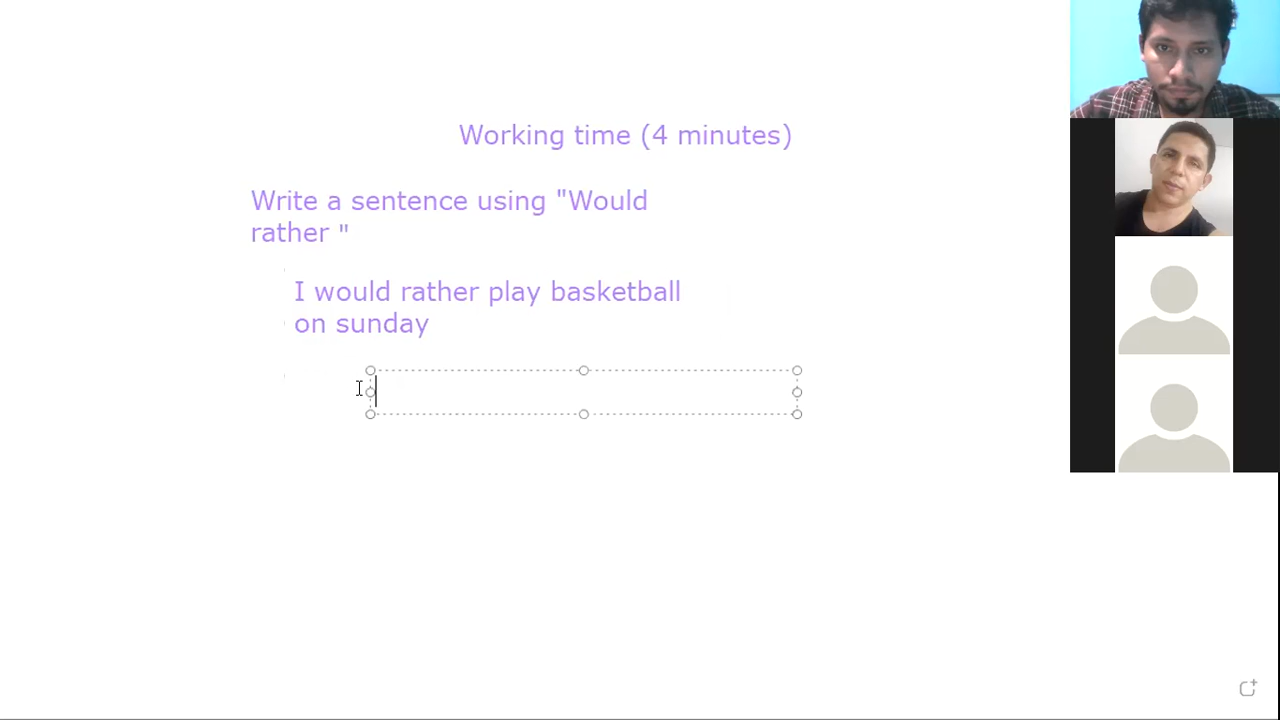 Working time (4 minutes)
Write a sentence using "Would
rather "
I would rather play basketball
on sunday